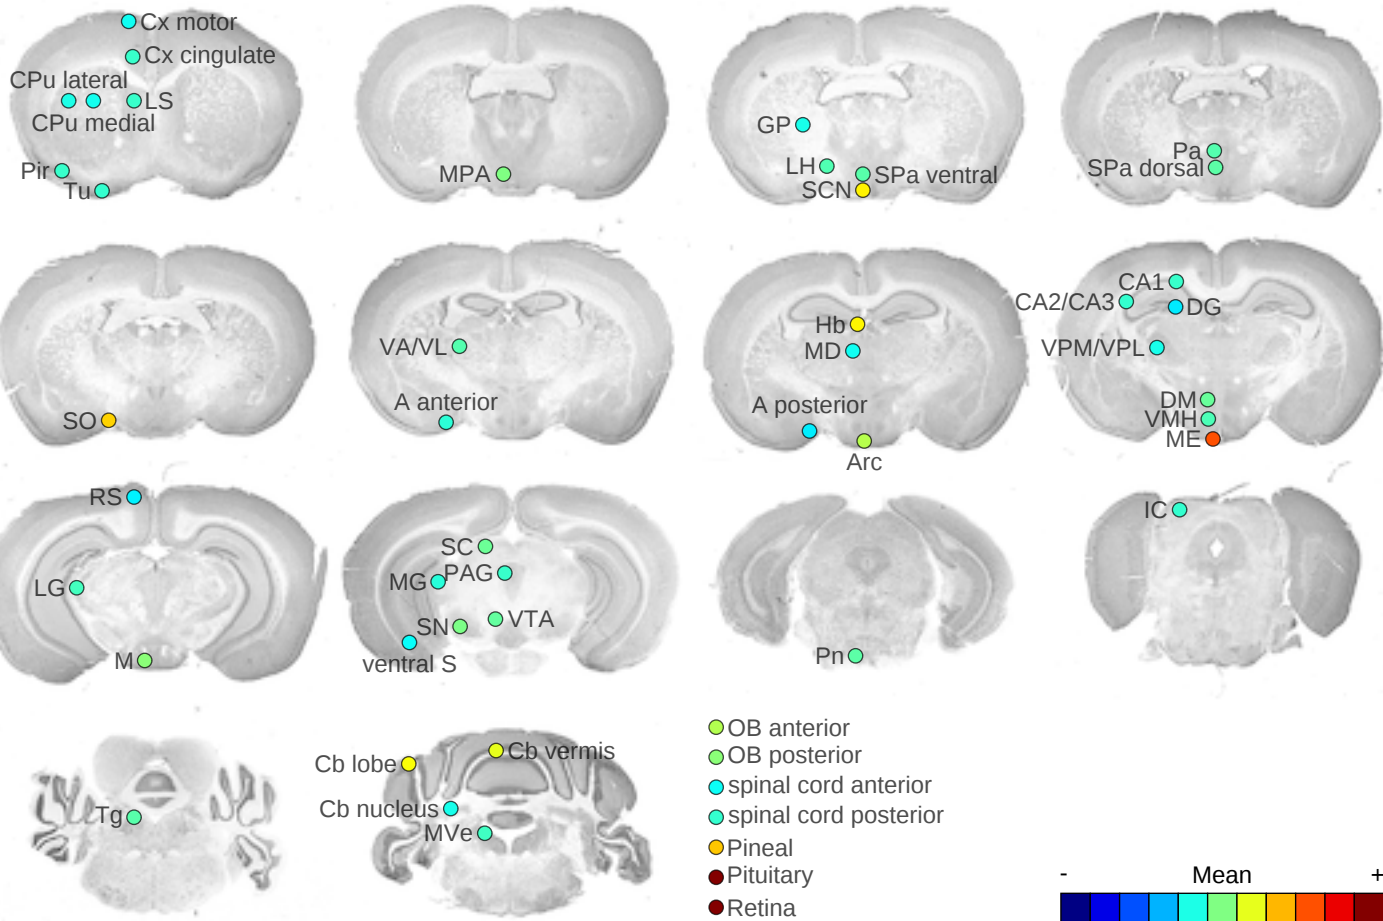 Cx motor
Cx cingulate
CPu lateral
LS
CPu medial
Pir
Tu
MPA
GP
LH
SPa ventral
SCN
Pa
SPa dorsal
SO
VA/VL
A anterior
Hb
MD
A posterior
Arc
CA1
CA2/CA3
DG
VPM/VPL
DM
VMH
ME
RS
LG
M
SC
MG
PAG
SN
VTA
ventral S
Pn
IC
Tg
Cb lobe
Cb vermis
Cb nucleus
MVe
OB anterior
OB posterior
spinal cord anterior
spinal cord posterior
Pineal
Pituitary
Retina
- Mean +